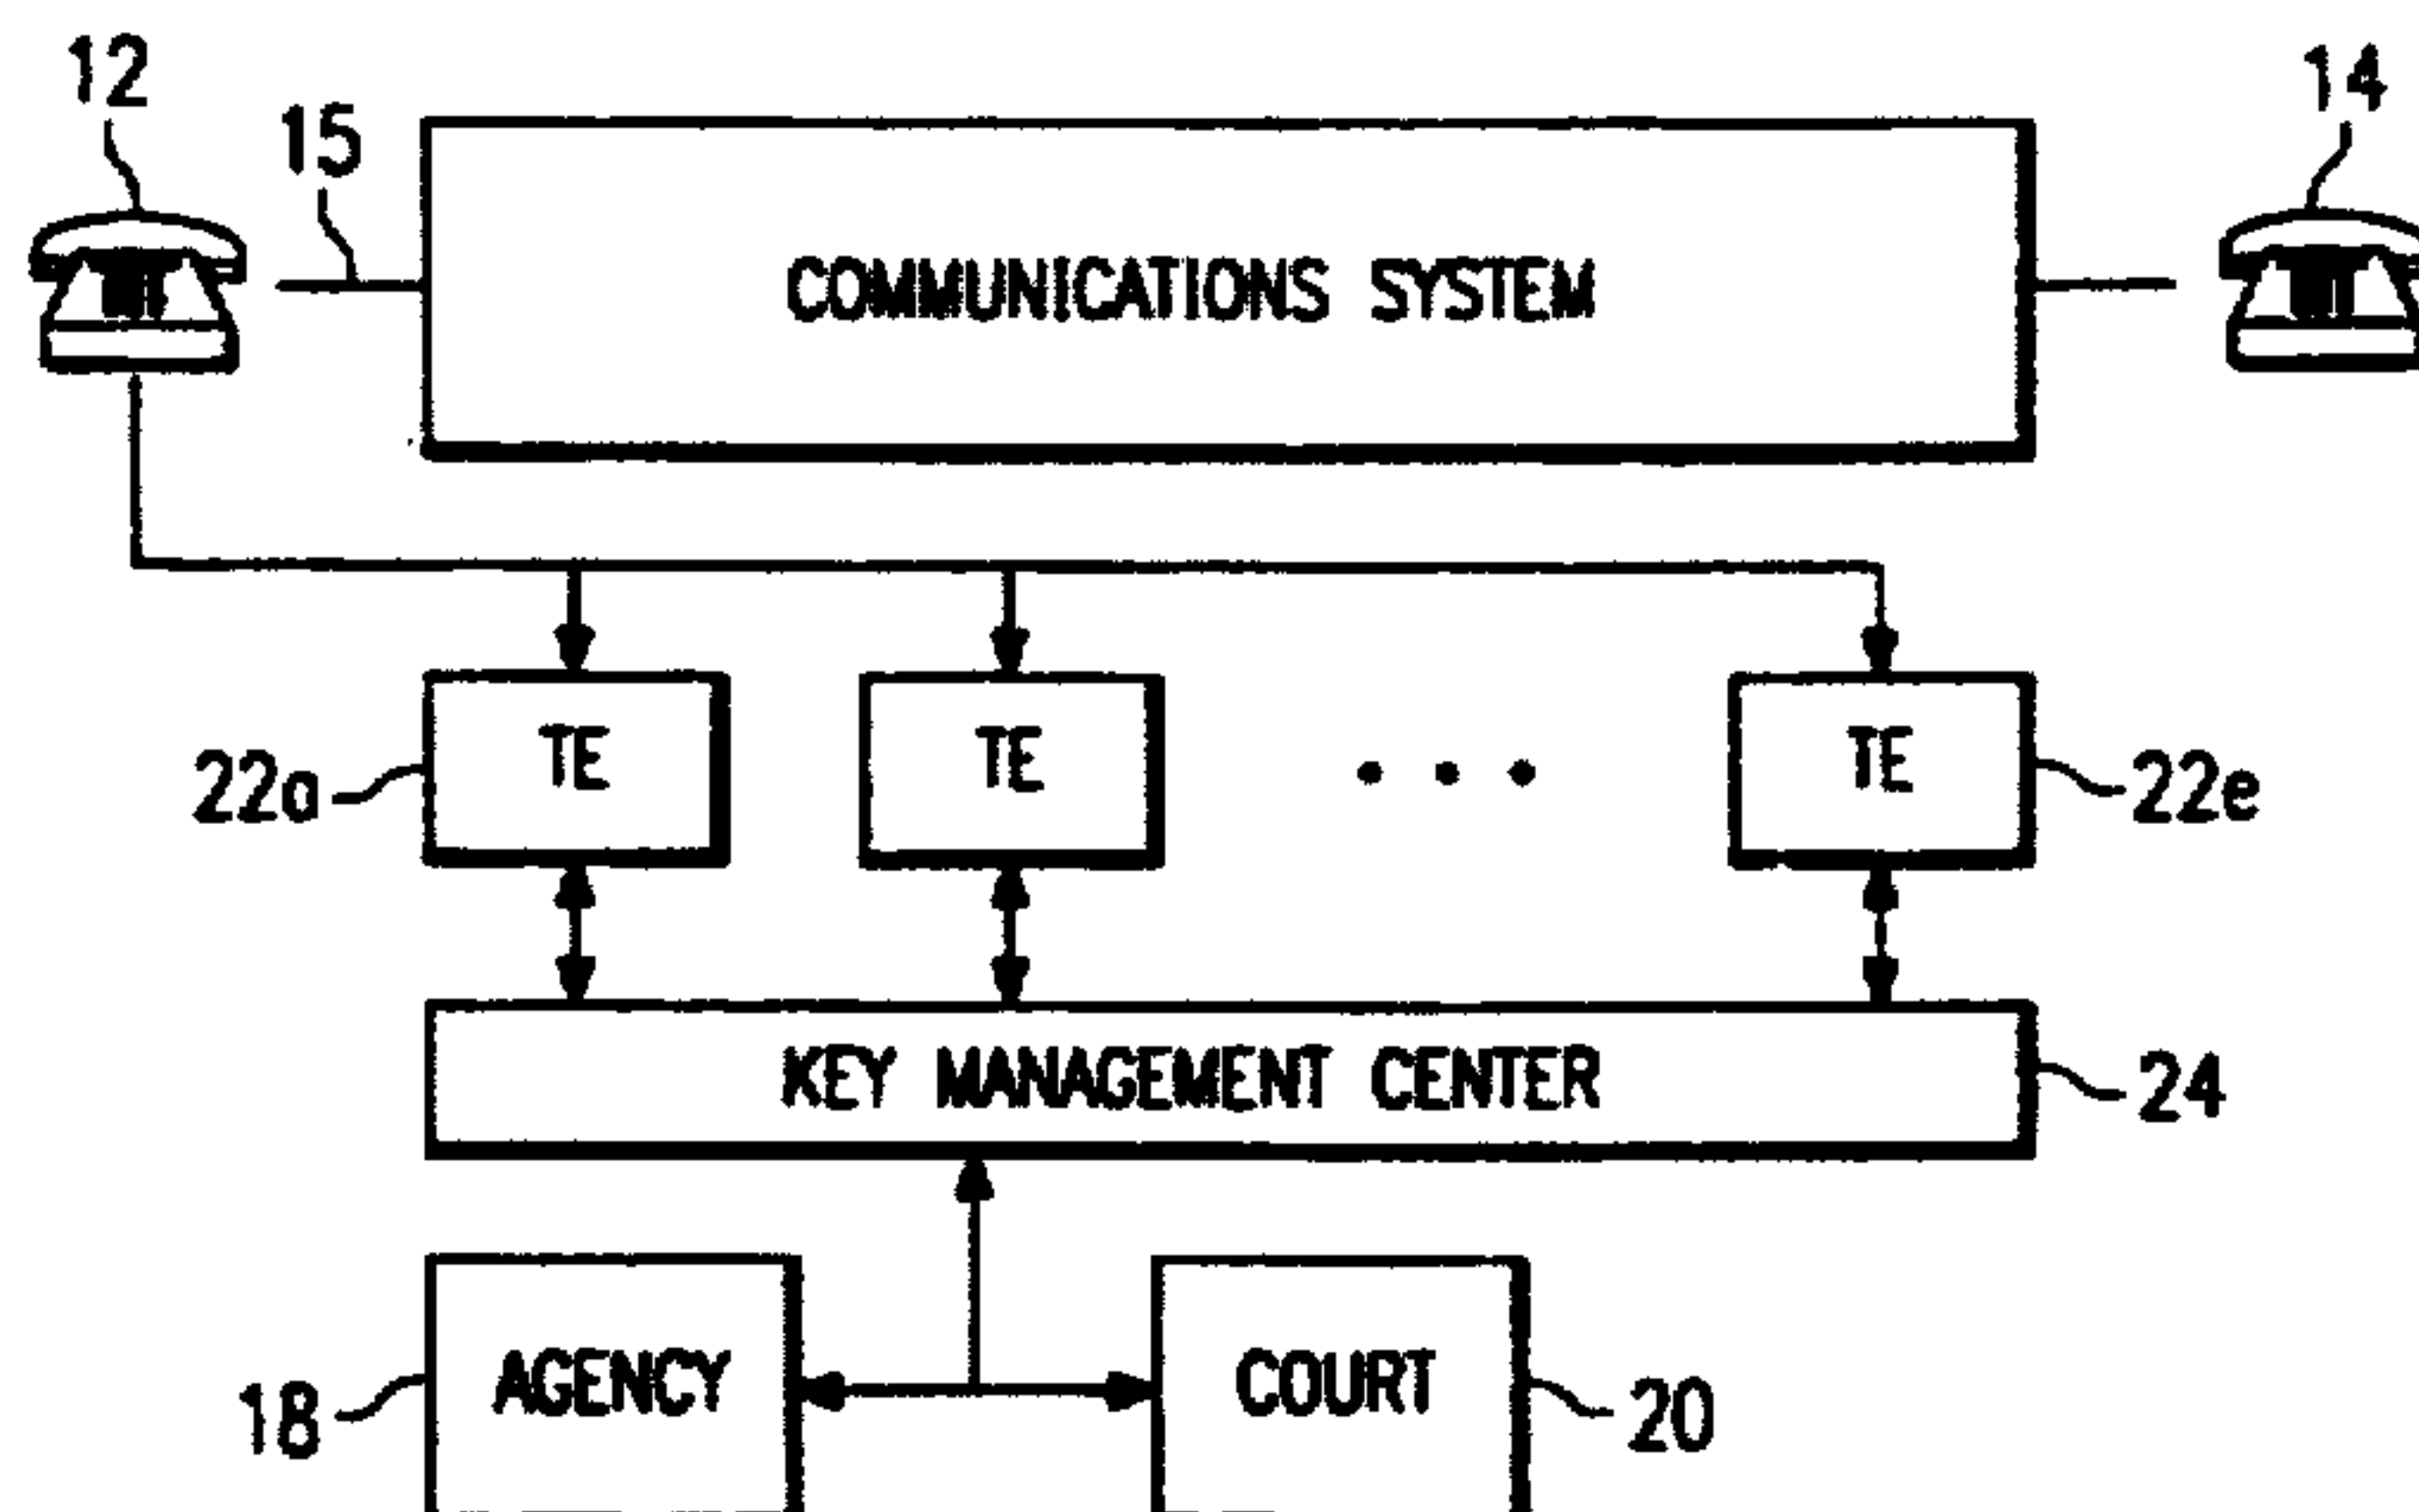 12
14
15
COMMUNICATIONS SYSTEM
TE
TE
TE
22a
22e
KEY MANAGEMENT CENTER
24
AGENCY
COURT
18
20